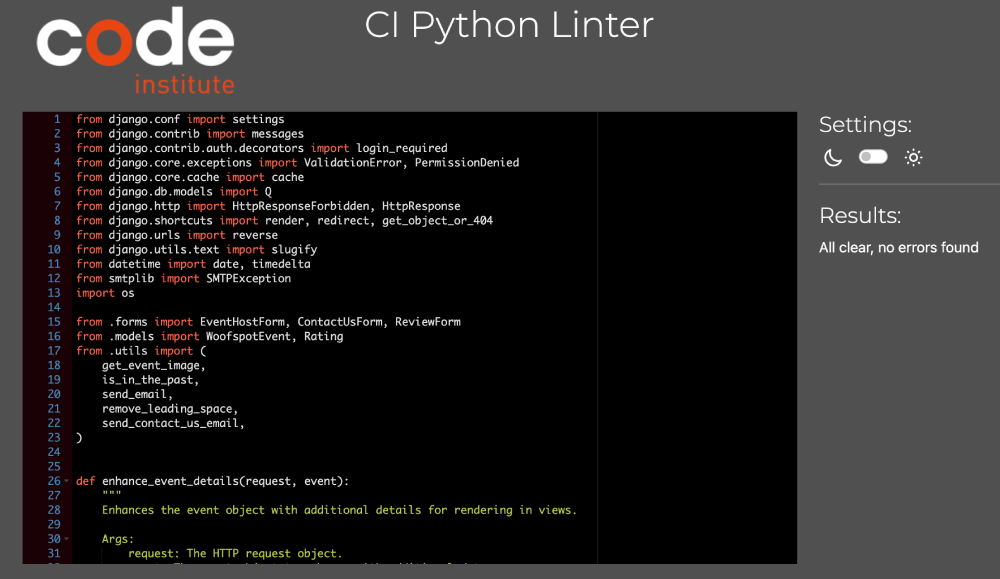 code
institute
CI Python Linter
1 from django.conf import settings
2 from django.contrib import messages
3 from django.contrib.auth.decorators import login_required
4 from django.core.exceptions import ValidationError, PermissionDenied
5 from django.core.cache import cache
6 from django.db.models import Q
7 from django.http import HttpResponseForbidden, HttpResponse
8 from django.shortcuts import render, redirect, get_object_or_404
9 from django.urls import reverse
10 from django.utils.text import slugify
11 from datetime import date, timedelta
12 from smtplib import SMTPException
13 import os
14
15 from .forms import EventHostForm, ContactUsForm, ReviewForm
16 from .models import WoofspotEvent, Rating
17 from .utils import (
18     get_event_image,
19     is_in_the_past,
20     send_email,
21     remove_leading_space,
22     send_contact_us_email,
23 )
24
25
26 def enhance_event_details(request, event):
27     """
28     Enhances the event object with additional details for rendering in views.
29
30     Args:
31         request: The HTTP request object.
Settings:
Results:
All clear, no errors found